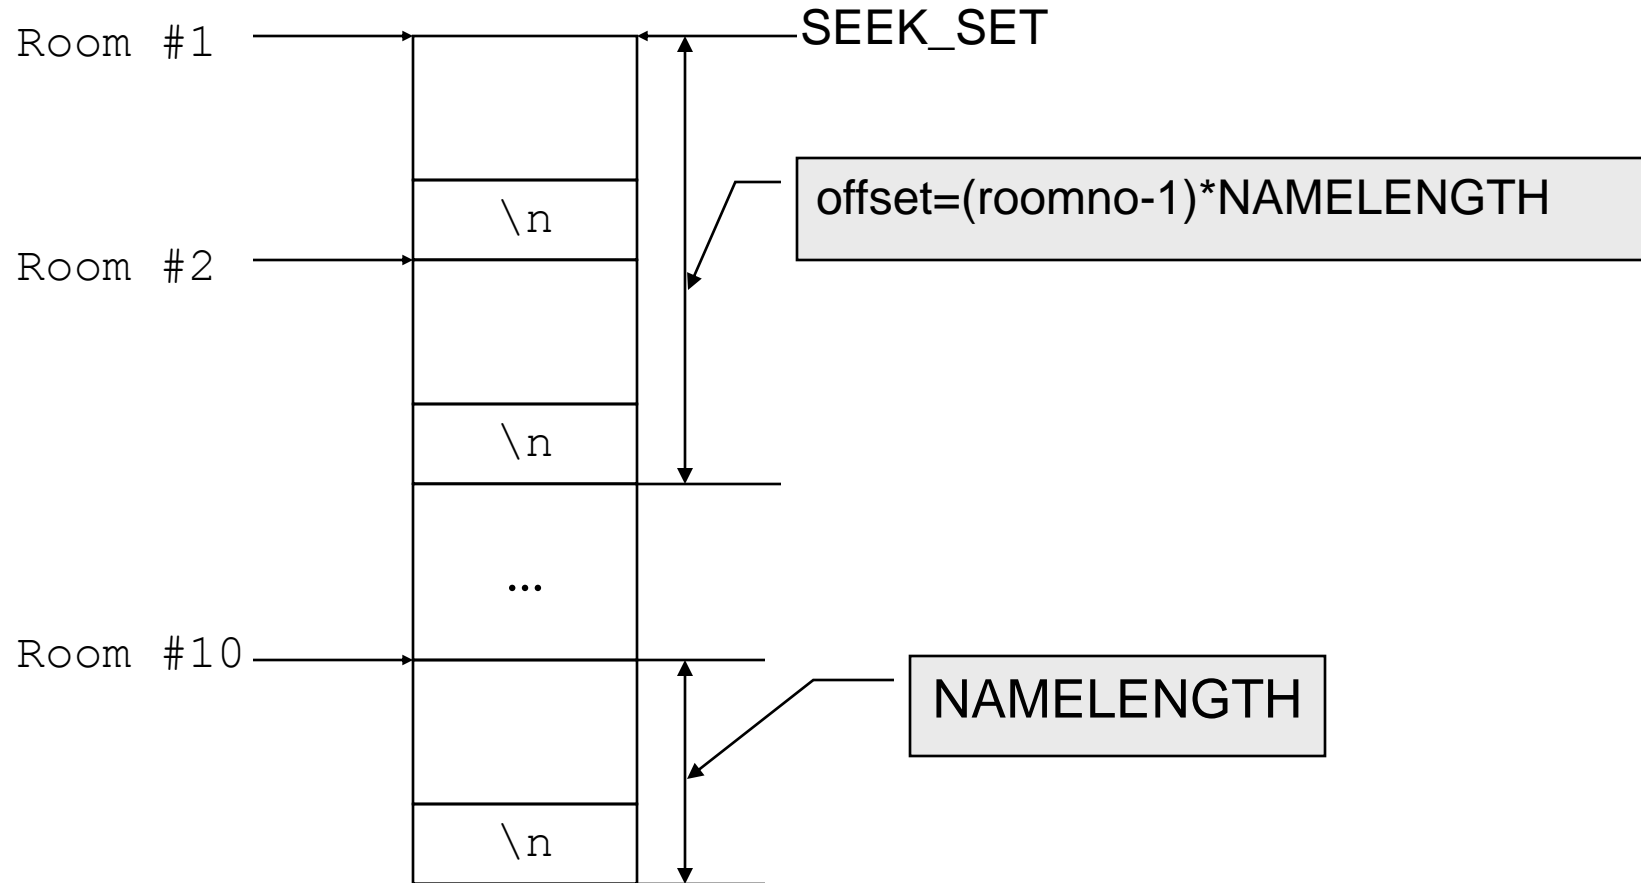 Room #1
SEEK_SET
offset=(roomno-1)*NAMELENGTH
\n
Room #2
\n
...
Room #10
NAMELENGTH
\n